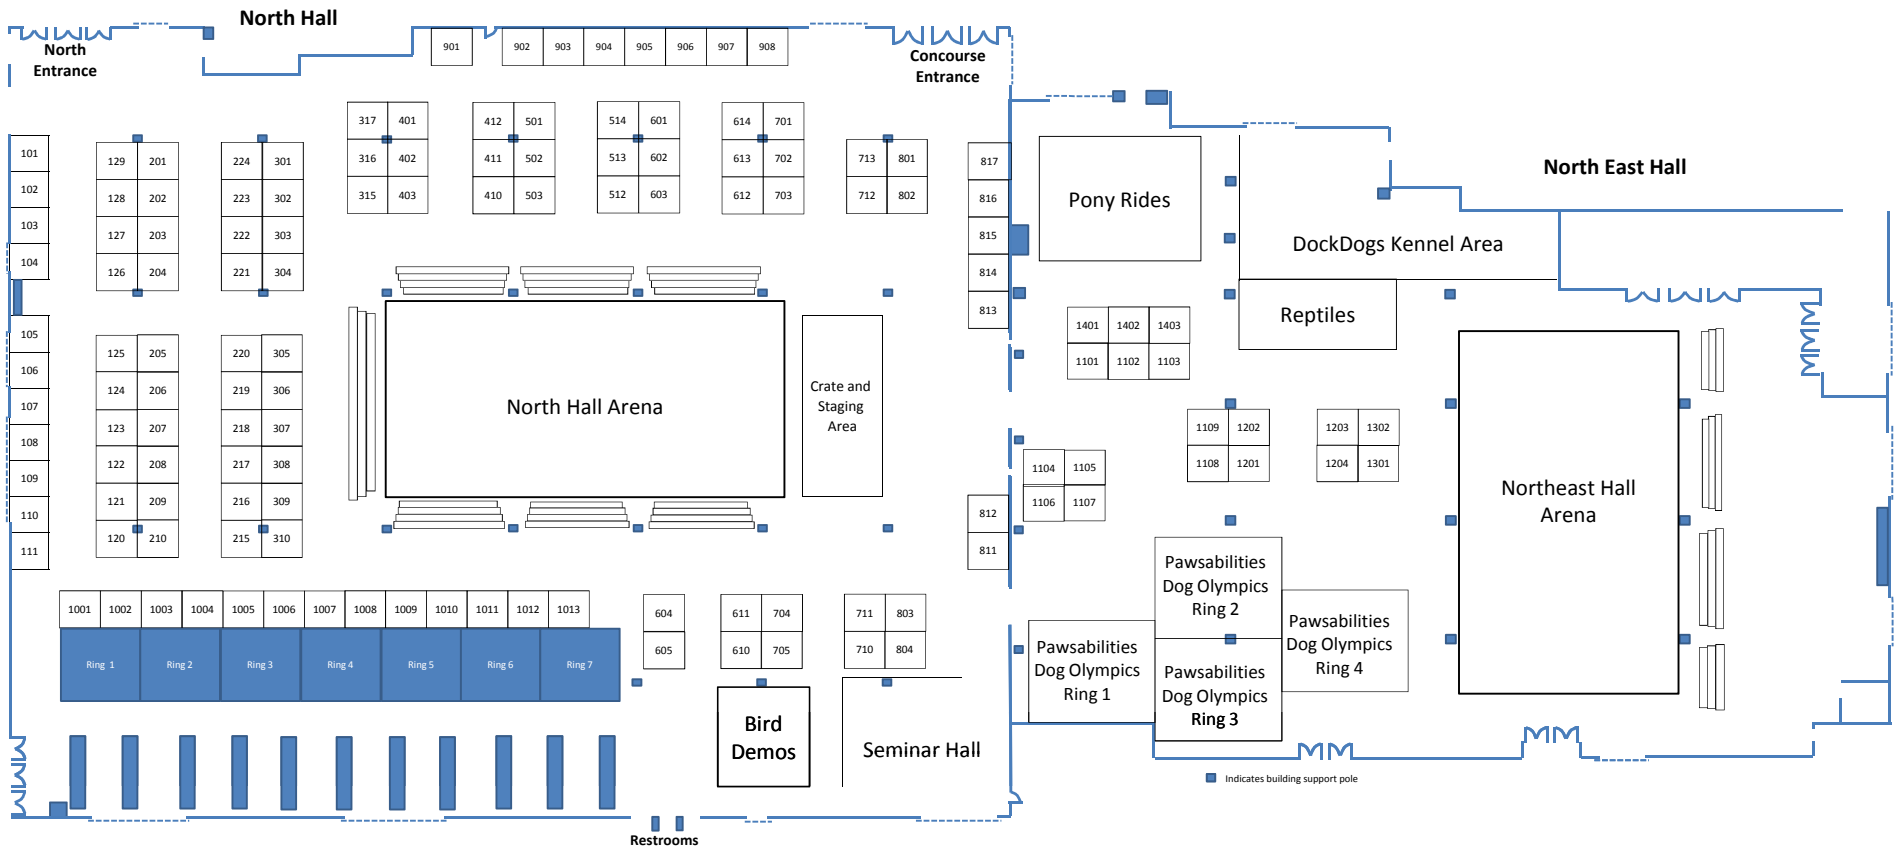 North Hall
North
Entrance
901
902 903 904 905 906 907 908
Concourse
Entrance
101
102
103
104
105
106
107
108
109
110
111
129 201
128 202
127 203
126 204
125 205
124 206
123 207
122 208
121 209
120 210
224 301
223 302
222 303
221 304
220 305
219 306
218 307
217 308
216 309
215 310
317 401
316 402
315 403
412 501
411 502
410 503
514 601
513 602
512 603
614 701
613 702
612 703
713 801
712 802
817
816
815
814
813
812
811
North Hall Arena
Crate and
Staging
Area
1001 1002 1003 1004 1005 1006 1007 1008 1009 1010 1011 1012 1013
Ring 1 Ring 2 Ring 3 Ring 4 Ring 5 Ring 6 Ring 7
604
605
611 704
610 705
711 803
710 804
Bird
Demos
Seminar Hall
Restrooms
North East Hall
Pony Rides
DockDogs Kennel Area
Reptiles
1401 1402 1403
1101 1102 1103
1109 1202
1108 1201
1203 1302
1204 1301
1104 1105
1106 1107
Northeast Hall
Arena
Pawsabilities
Dog Olympics
Ring 1
Pawsabilities
Dog Olympics
Ring 2
Pawsabilities
Dog Olympics
Ring 3
Pawsabilities
Dog Olympics
Ring 4
Indicates building support pole